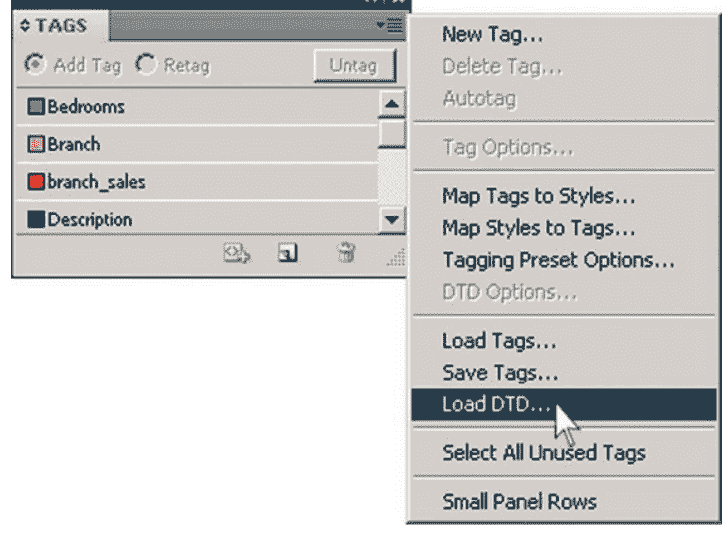 TAGS
Add Tag Retag Untag
Bedrooms
Branch
branch_sales
Description
New Tag...
Delete Tag...
Autotag
Tag Options...
Map Tags to Styles...
Map Styles to Tags...
Tagging Preset Options...
DTD Options...
Load Tags...
Save Tags...
Load DTD...
Select All Unused Tags
Small Panel Rows